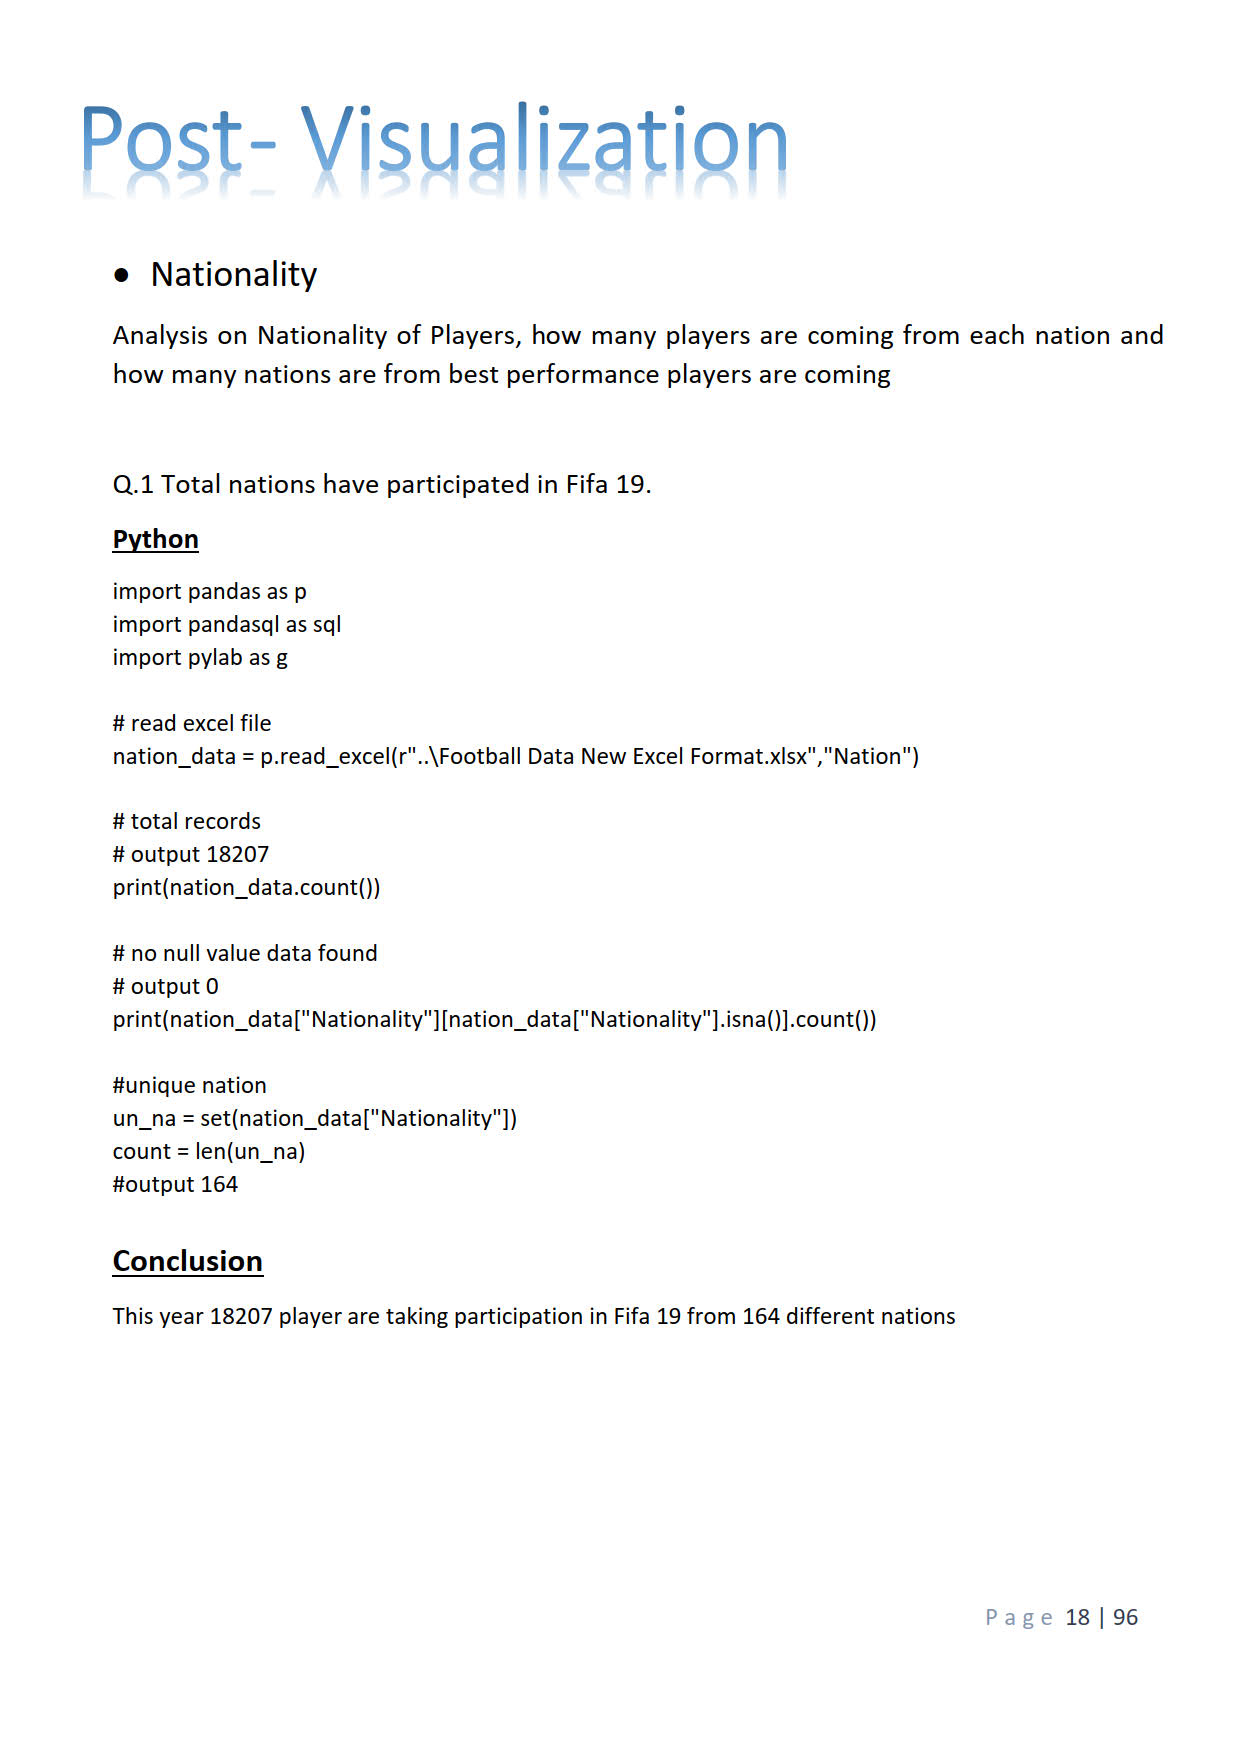 Post- Visualization
• Nationality
Analysis on Nationality of Players, how many players are coming from each nation and
how many nations are from best performance players are coming
Q.1 Total nations have participated in Fifa 19.
Python
import pandas as p
import pandasql as sql
import pylab as g
# read excel file
nation_data = p.read_excel(r"..\Football Data New Excel Format.xlsx","Nation")
# total records
# output 18207
print(nation_data.count())
# no null value data found
# output 0
print(nation_data["Nationality"][nation_data["Nationality"].isna()].count())
#unique nation
un_na = set(nation_data["Nationality"])
count = len(un_na)
#output 164
Conclusion
This year 18207 player are taking participation in Fifa 19 from 164 different nations
Page 18 | 96